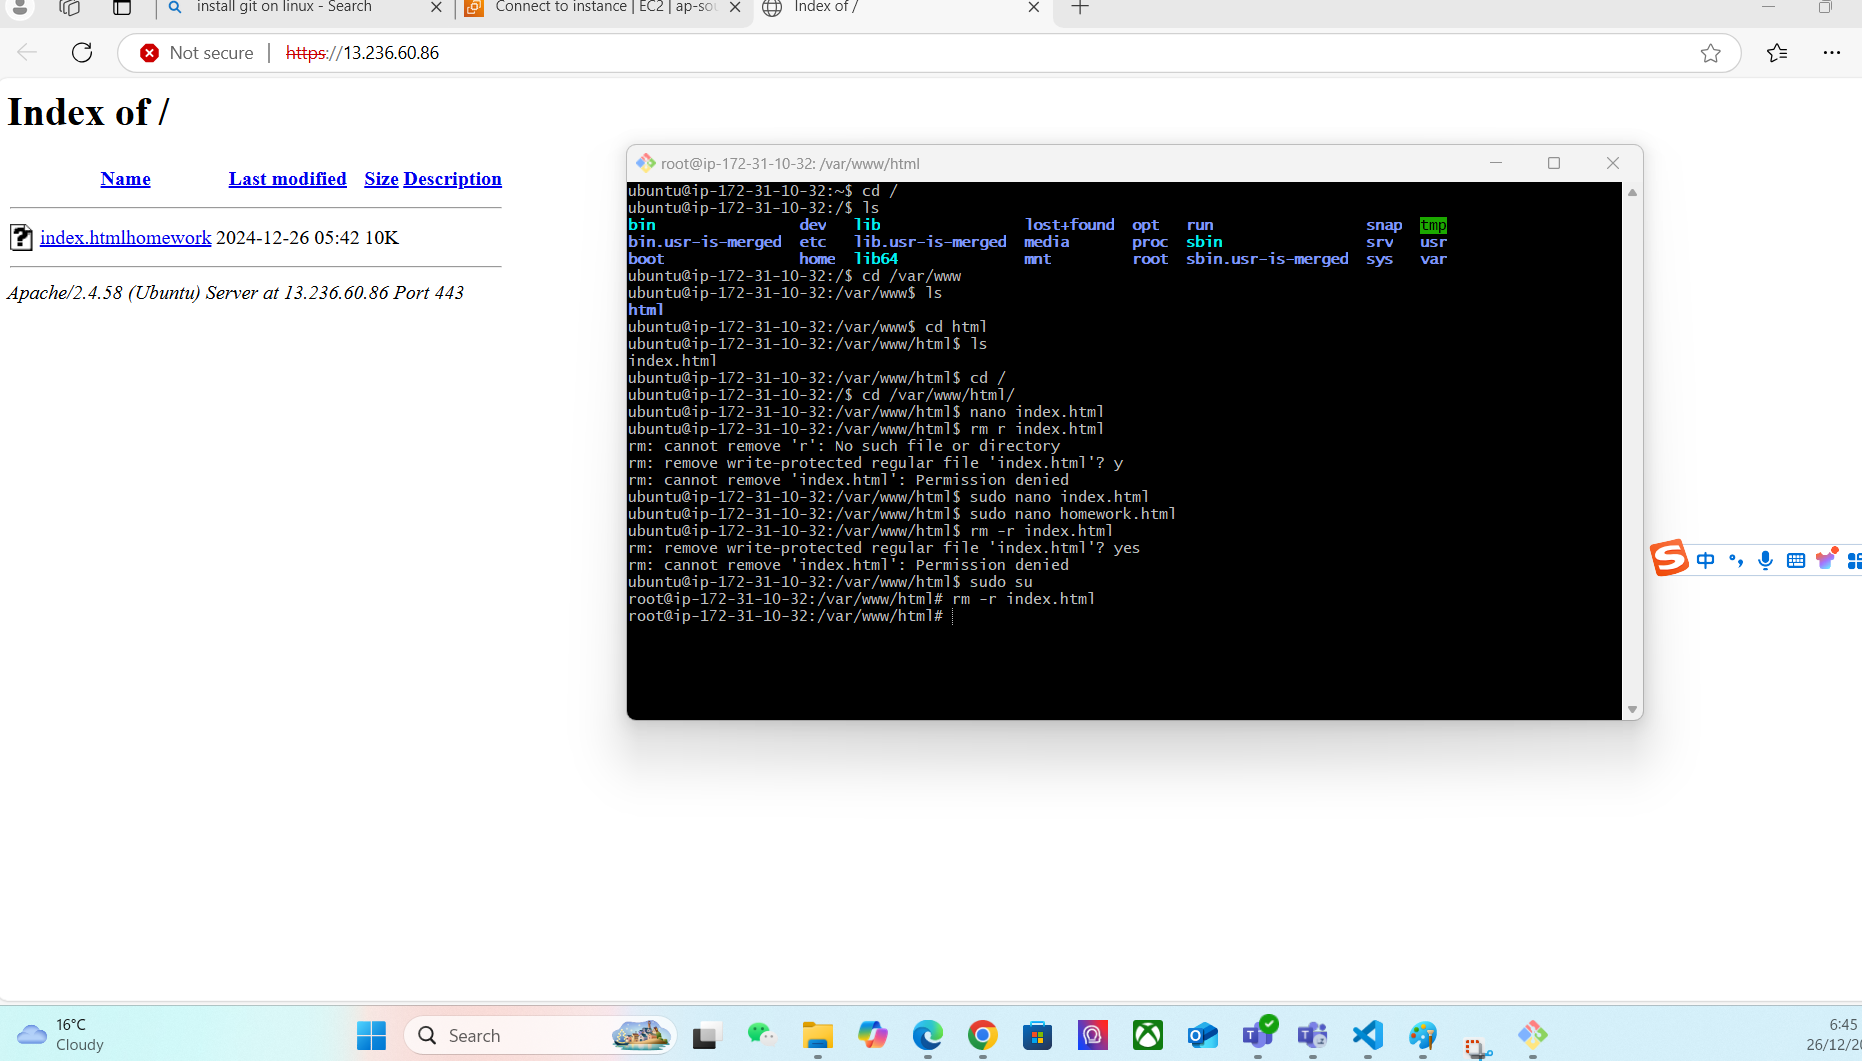 install git on linux - Search
Connect to instance | EC2 | ap-sou
Index of /
Not secure
https://13.236.60.86
Index of /
Name Last modified Size Description
index.htmlhomework 2024-12-26 05:42 10K
Apache/2.4.58 (Ubuntu) Server at 13.236.60.86 Port 443
root@ip-172-31-10-32: /var/www/html
ubuntu@ip-172-31-10-32:~$ cd /
ubuntu@ip-172-31-10-32:/$ ls
bin dev lib lost+found opt run snap tmp
bin.usr-is-merged etc lib.usr-is-merged media proc sbin srv usr
boot home lib64 mnt root sbin.usr-is-merged sys var
ubuntu@ip-172-31-10-32:/$ cd /var/www
ubuntu@ip-172-31-10-32:/var/www$ ls
html
ubuntu@ip-172-31-10-32:/var/www$ cd html
ubuntu@ip-172-31-10-32:/var/www/html$ ls
index.html
ubuntu@ip-172-31-10-32:/var/www/html$ cd /
ubuntu@ip-172-31-10-32:/$ cd /var/www/html/
ubuntu@ip-172-31-10-32:/var/www/html$ nano index.html
ubuntu@ip-172-31-10-32:/var/www/html$ rm r index.html
rm: cannot remove 'r': No such file or directory
rm: remove write-protected regular file 'index.html'? y
rm: cannot remove 'index.html': Permission denied
ubuntu@ip-172-31-10-32:/var/www/html$ sudo nano index.html
ubuntu@ip-172-31-10-32:/var/www/html$ sudo nano homework.html
ubuntu@ip-172-31-10-32:/var/www/html$ rm -r index.html
rm: remove write-protected regular file 'index.html'? yes
rm: cannot remove 'index.html': Permission denied
ubuntu@ip-172-31-10-32:/var/www/html$ sudo su
root@ip-172-31-10-32:/var/www/html# rm -r index.html
root@ip-172-31-10-32:/var/www/html#
中
16°C
Cloudy
Search
6:45
26/12/20